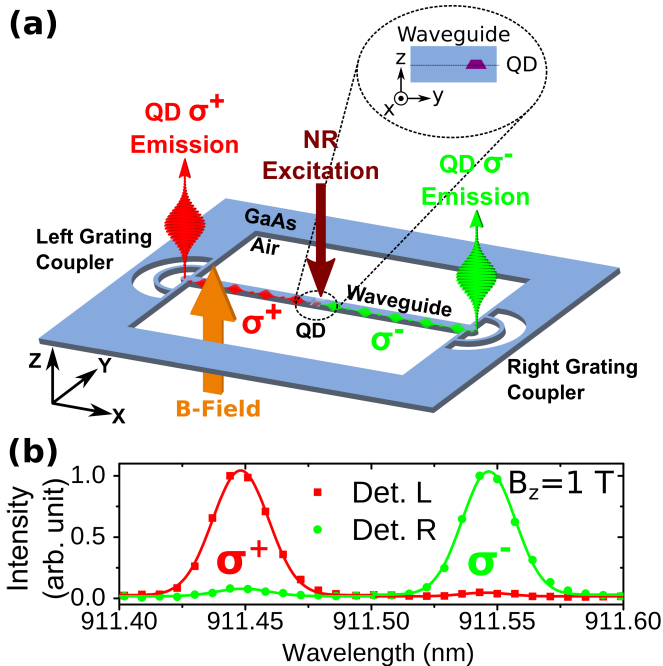 (a)
Waveguide
z
QD
x
y
QD σ+
Emission
NR
Excitation
QD σ-
Emission
GaAs
Air
Left Grating
Coupler
Waveguide
σ+
QD
σ-
Z
Y
X
B-Field
Right Grating
Coupler
(b)
Intensity
(arb. unit)
1.0
0.5
0.0
Det. L
Det. R
Bz=1 T
σ+
σ-
911.40 911.45 911.50 911.55 911.60
Wavelength (nm)